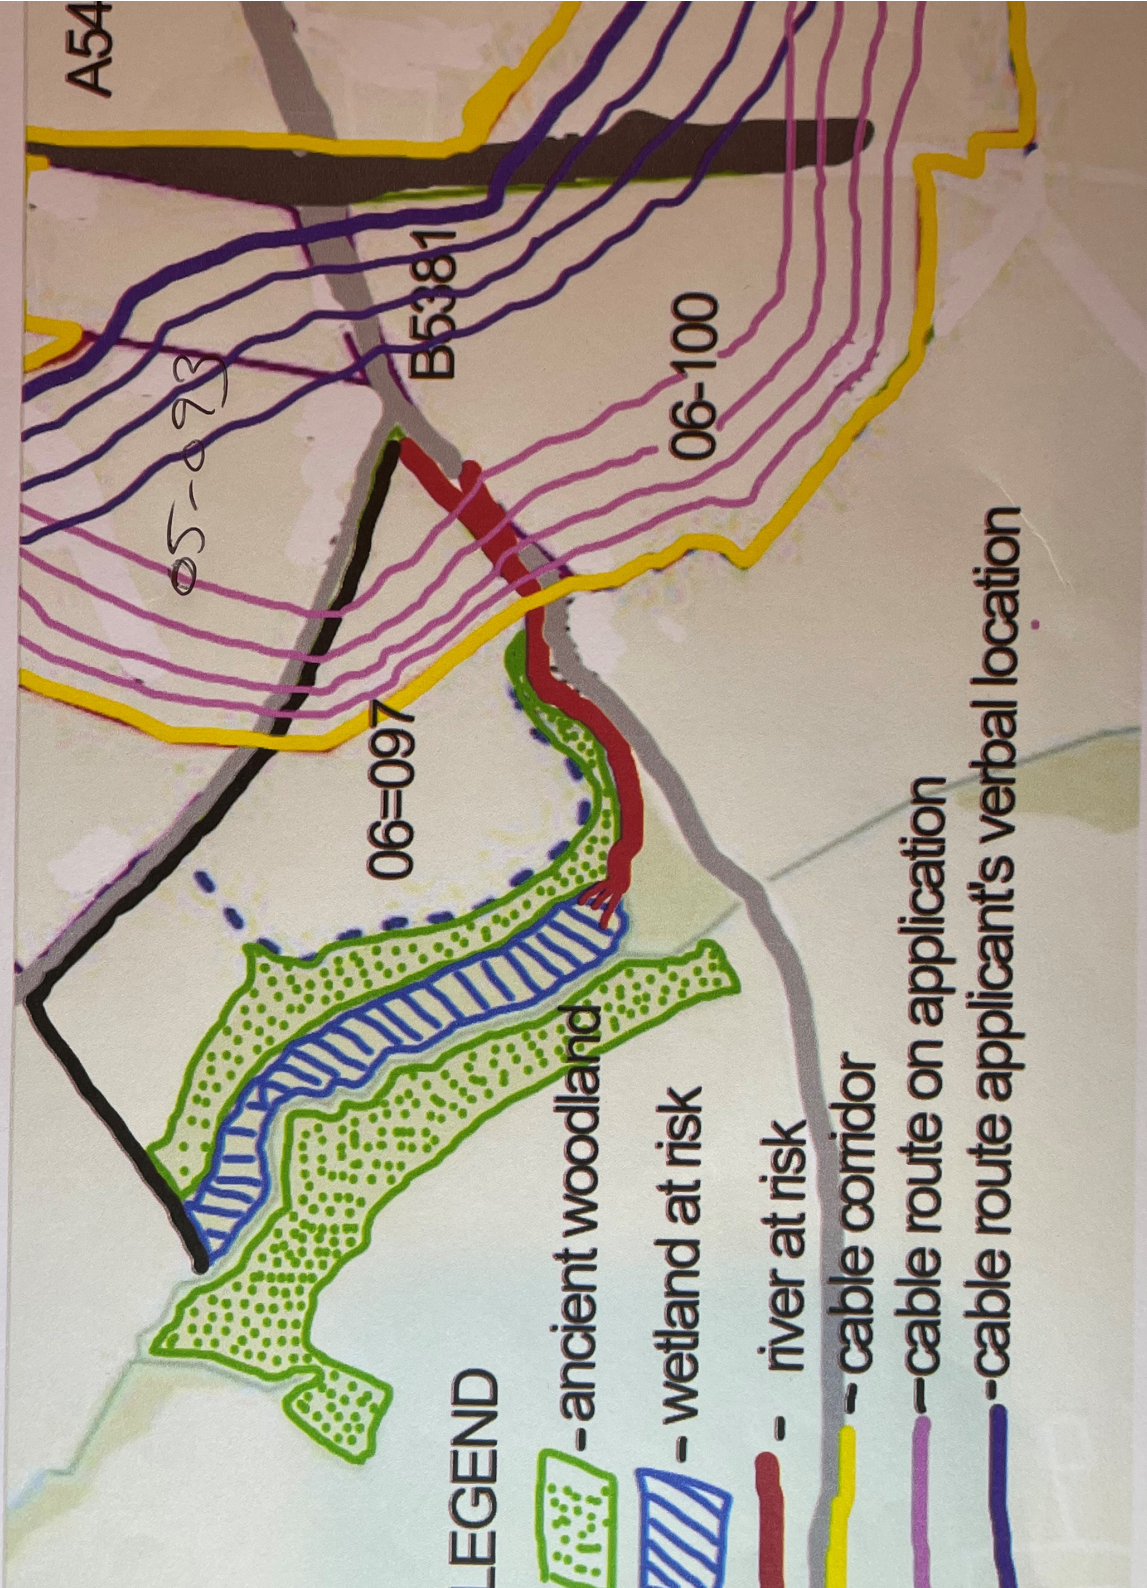 A54
B5381
05-093
06-100
06=097
LEGEND
-ancient woodland
-wetland at risk
- river at risk
-cable corridor
-cable route on application
-cable route applicant's verbal location